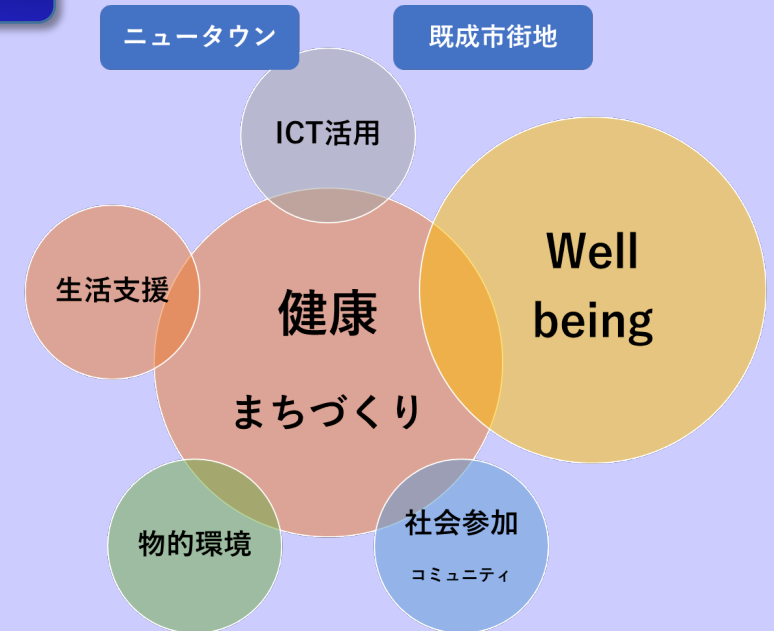 ニュータウン
既成市街地
ICT活用
Well
being
生活支援
健康
まちづくり
物的環境
社会参加
コミュニティ